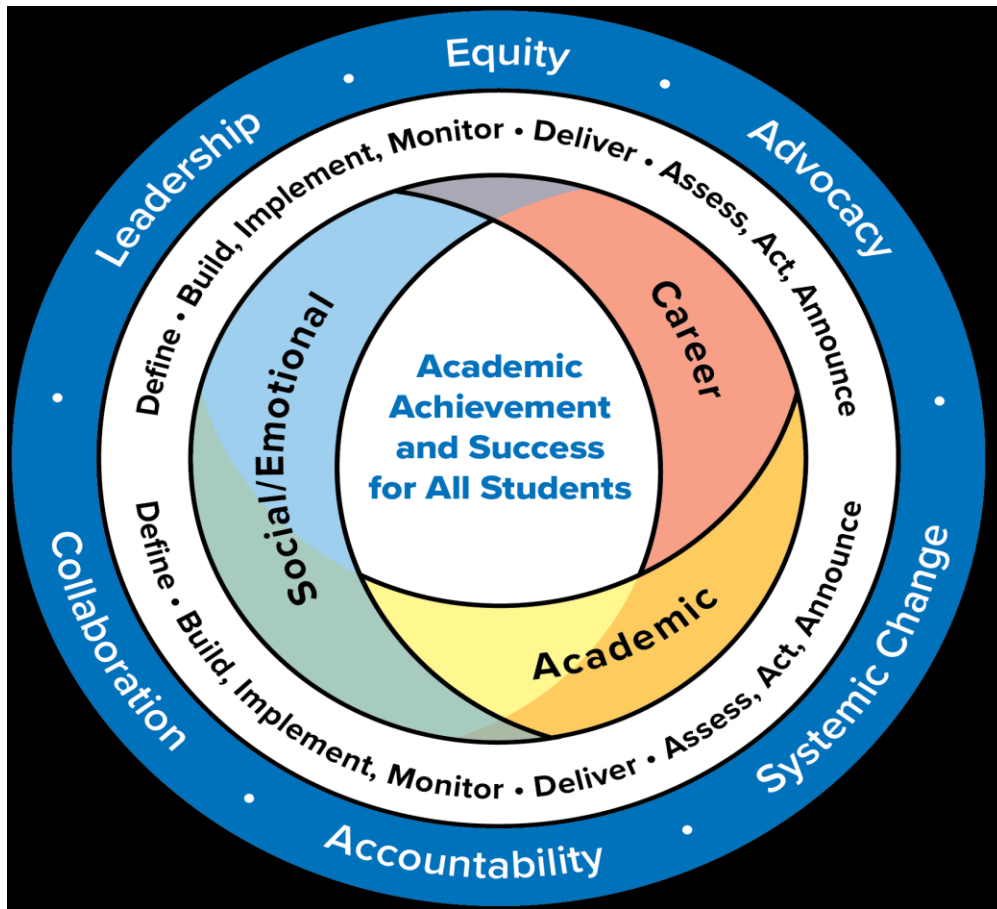 Equity
Advocacy
Systemic Change
Accountability
Collaboration
Leadership
Define • Build, Implement, Monitor • Deliver • Assess, Act, Announce
Social/Emotional
Career
Academic
Achievement
and Success
for All Students
Academic
Define • Build, Implement, Monitor • Deliver • Assess, Act, Announce